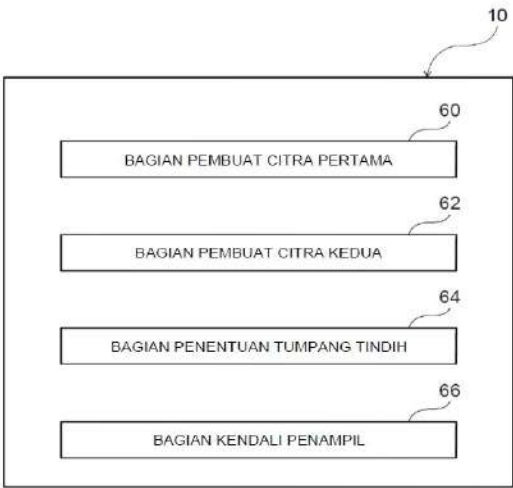 10
60
BAGIAN PEMBUAT CITRA PERTAMA
62
BAGIAN PEMBUAT CITRA KEDUA
64
BAGIAN PENENTUAN TUMPANG TINDIH
66
BAGIAN KENDALI PENAMPIL